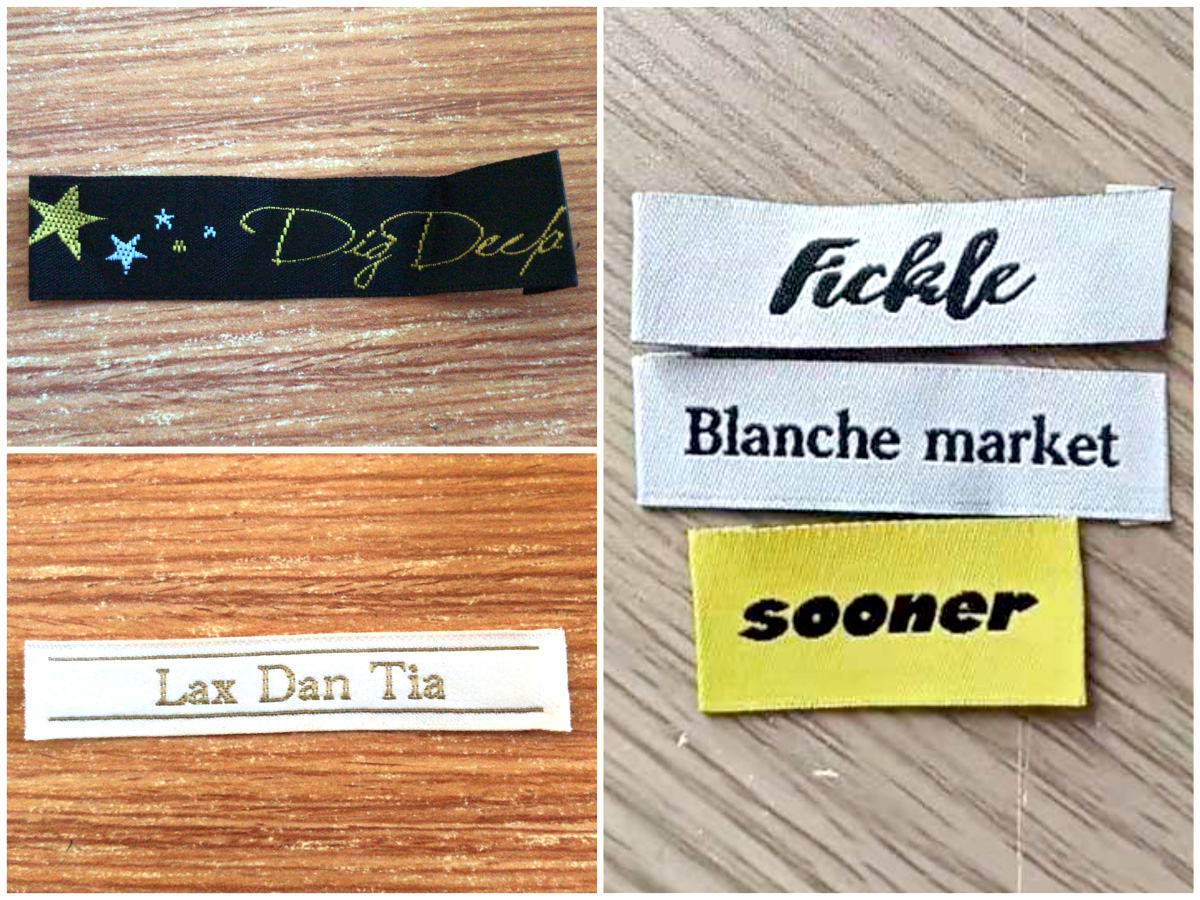 Dig Deep
Lax Dan Tia
Fickle
Blanche market
sooner